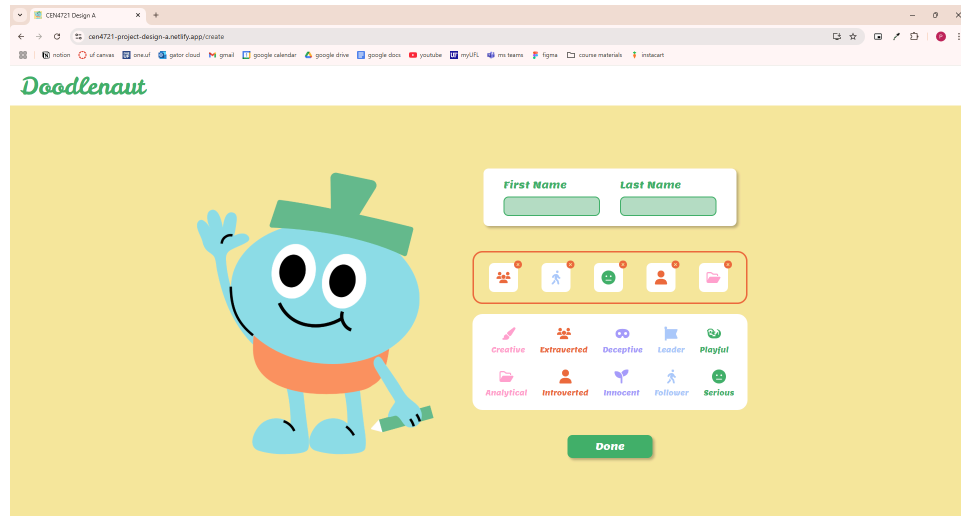 CEN4721 Design A
cen4721-project-design-a.netlify.app/create
notion uf canvas one.uf gator cloud gmail google calendar google drive google docs youtube myUFL ms teams figma course materials instacart
Doodlenaut
First Name Last Name
Creative Extraverted Deceptive Leader Playful
Analytical Introverted Innocent Follower Serious
Done